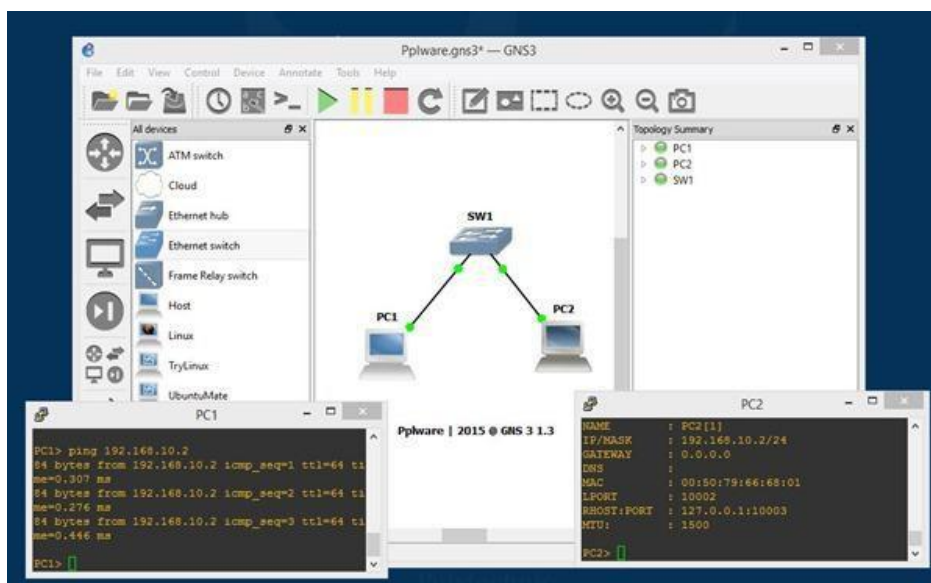 Pplware.gns3* — GNS3
File Edit View Control Device Annotate Tools Help
All devices
ATM switch
Cloud
Ethernet hub
Ethernet switch
Frame Relay switch
Host
Linux
TryLinux
UbuntuMate
SW1
PC1
PC2
Pplware | 2015 @ GNS 3 1.3
Topology Summary
PC1
PC2
SW1
PC1
PC1> ping 192.168.10.2
84 bytes from 192.168.10.2 icmp_seq=1 ttl=64 ti
me=0.307 ms
84 bytes from 192.168.10.2 icmp_seq=2 ttl=64 ti
me=0.276 ms
84 bytes from 192.168.10.2 icmp_seq=3 ttl=64 ti
me=0.446 ms
PC1>
PC2
NAME : PC2[1]
IP/MASK : 192.168.10.2/24
GATEWAY : 0.0.0.0
DNS :
MAC : 00:50:79:66:68:01
LPORT : 10002
RHOST:PORT : 127.0.0.1:10003
MTU: : 1500
PC2>